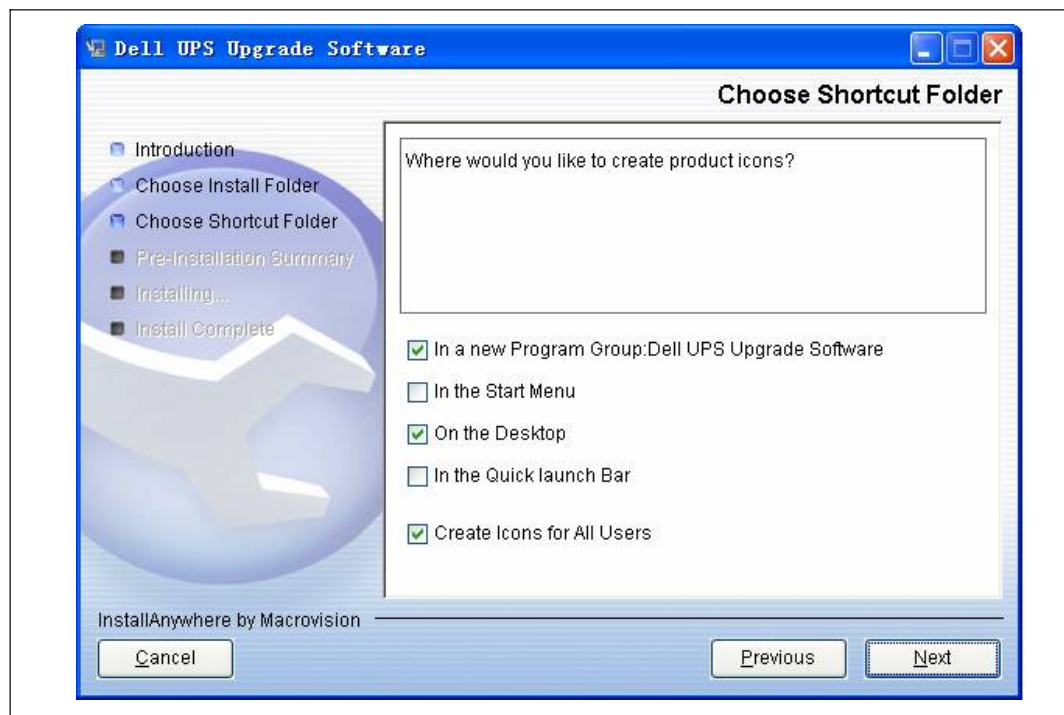 Dell UPS Upgrade Software
Choose Shortcut Folder
Introduction
Choose Install Folder
Choose Shortcut Folder
Pre-Installation Summary
Installing...
Install Complete
Where would you like to create product icons?
In a new Program Group:Dell UPS Upgrade Software
In the Start Menu
On the Desktop
In the Quick launch Bar
Create Icons for All Users
InstallAnywhere by Macrovision
Cancel
Previous
Next